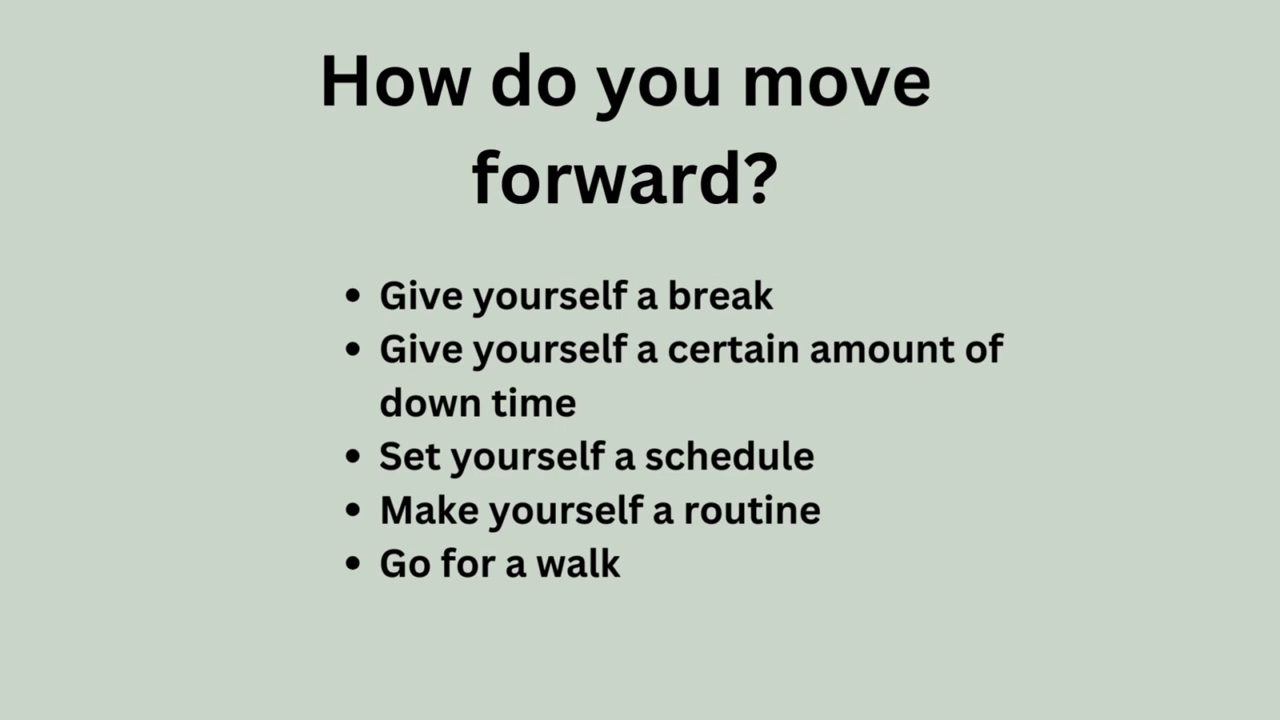 How do you move
forward?
• Give yourself a break
• Give yourself a certain amount of
down time
• Set yourself a schedule
• Make yourself a routine
• Go for a walk